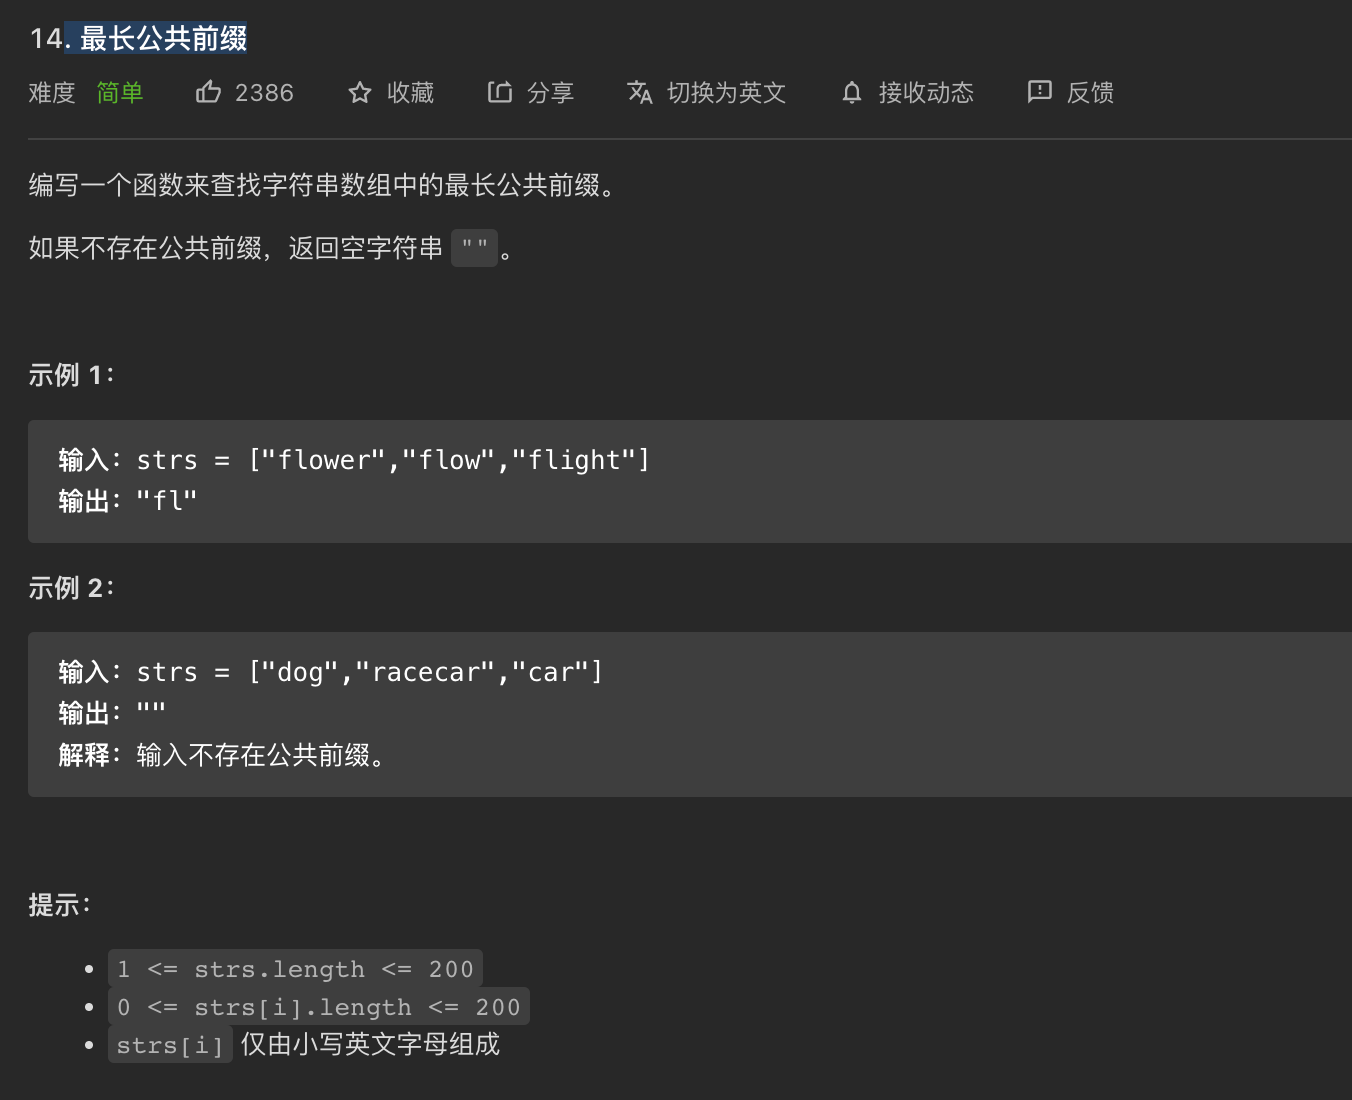 14. 最长公共前缀
难度 简单 2386 收藏 分享 切换为英文 接收动态 反馈
编写一个函数来查找字符串数组中的最长公共前缀。
如果不存在公共前缀，返回空字符串 ""。
示例 1：
输入：strs = ["flower","flow","flight"]
输出："fl"
示例 2：
输入：strs = ["dog","racecar","car"]
输出：""
解释：输入不存在公共前缀。
提示：
1 <= strs.length <= 200
0 <= strs[i].length <= 200
strs[i] 仅由小写英文字母组成